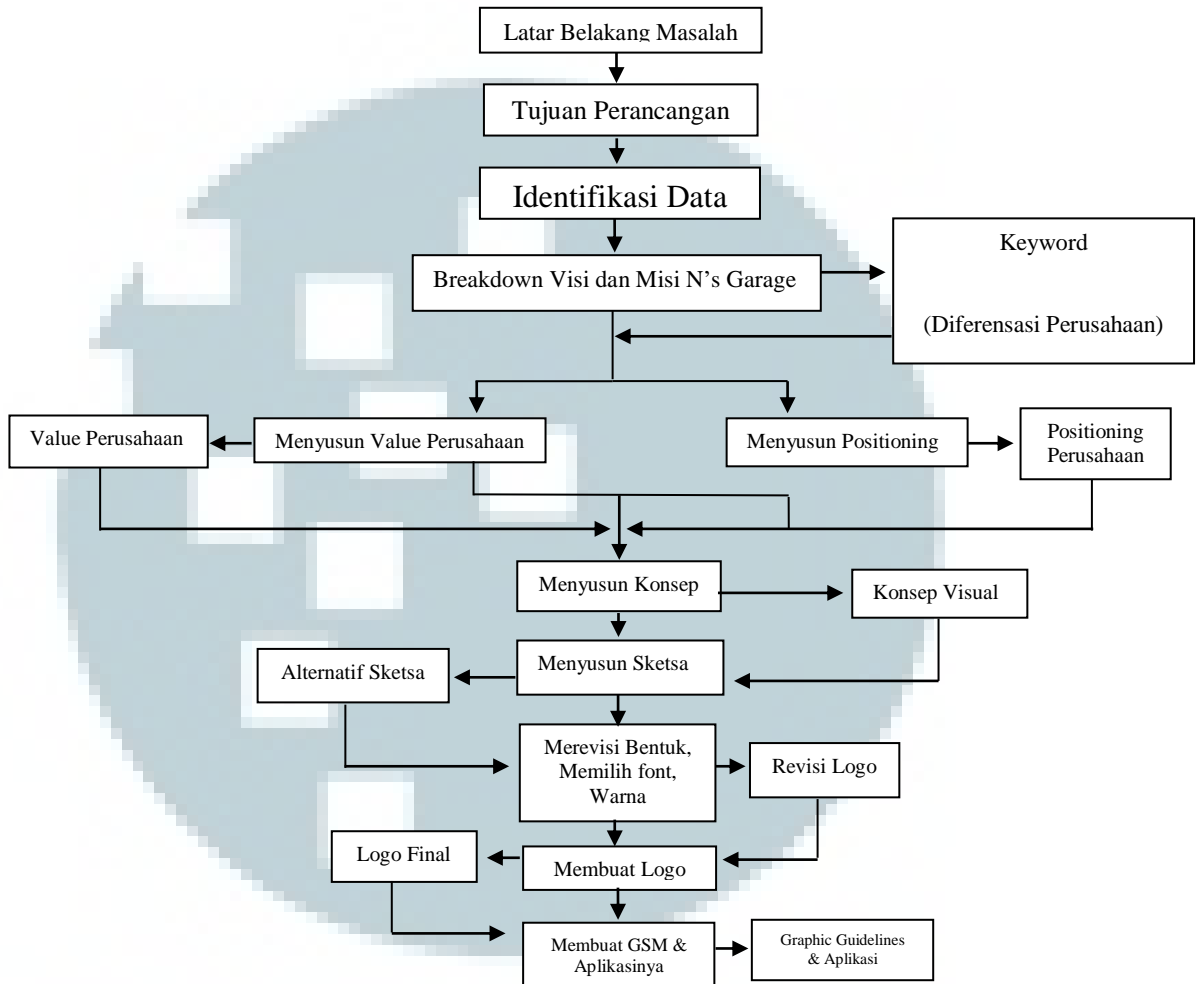 Latar Belakang Masalah
Tujuan Perancangan
Identifikasi Data
Breakdown Visi dan Misi N’s Garage
Keyword
(Diferensasi Perusahaan)
Value Perusahaan
Menyusun Value Perusahaan
Menyusun Positioning
Positioning
Perusahaan
Menyusun Konsep
Konsep Visual
Alternatif Sketsa
Menyusun Sketsa
Merevisi Bentuk,
Memilih font,
Warna
Revisi Logo
Logo Final
Membuat Logo
Membuat GSM &
Aplikasinya
Graphic Guidelines
& Aplikasi